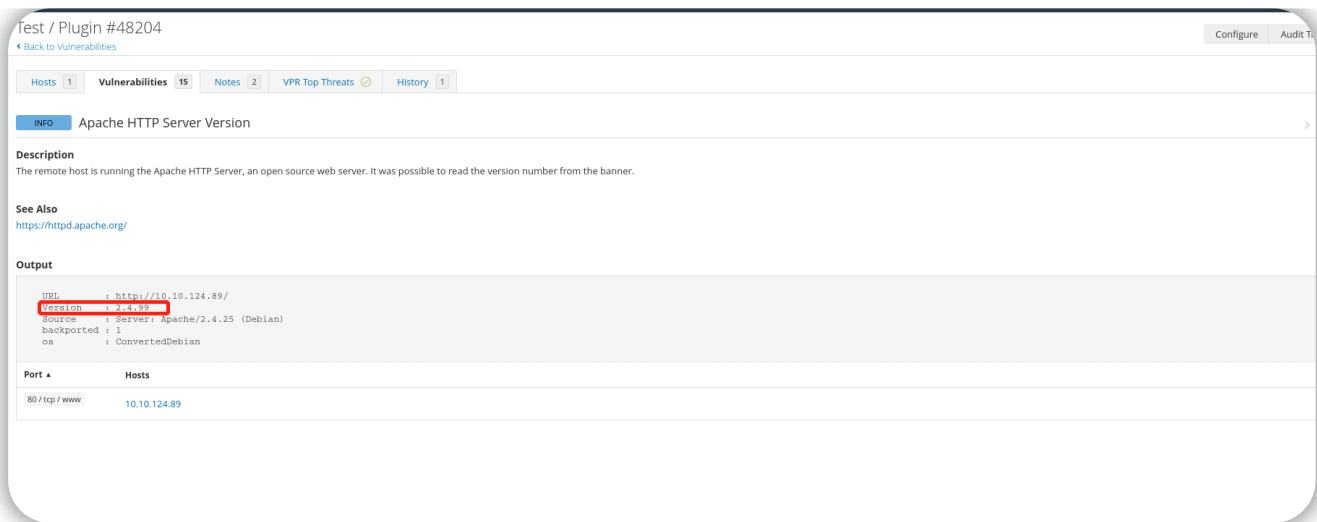 Test / Plugin #48204
Configure Audit Tr
Back to Vulnerabilities
Hosts 1 Vulnerabilities 15 Notes 2 VPR Top Threats History 1
INFO Apache HTTP Server Version
Description
The remote host is running the Apache HTTP Server, an open source web server. It was possible to read the version number from the banner.
See Also
https://httpd.apache.org/
Output
URL : http://10.10.124.89/
Version : 2.4.99
Source : Server: Apache/2.4.25 (Debian)
backported : 1
os : ConvertedDebian
Port Hosts
80 / tcp / www 10.10.124.89